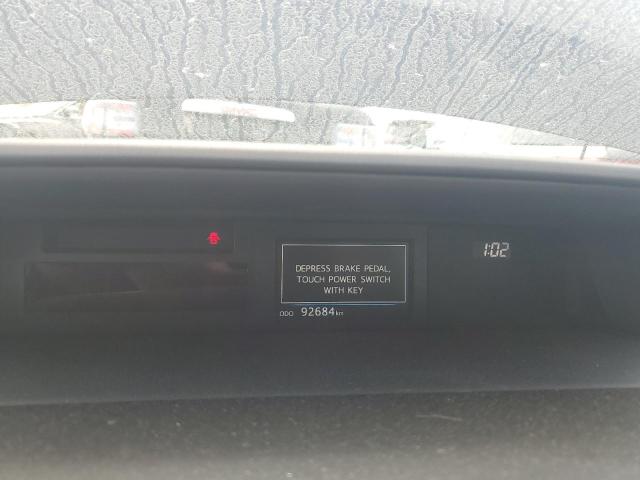 DEPRESS BRAKE PEDAL,
TOUCH POWER SWITCH
WITH KEY
ODO 92684 km
1:02